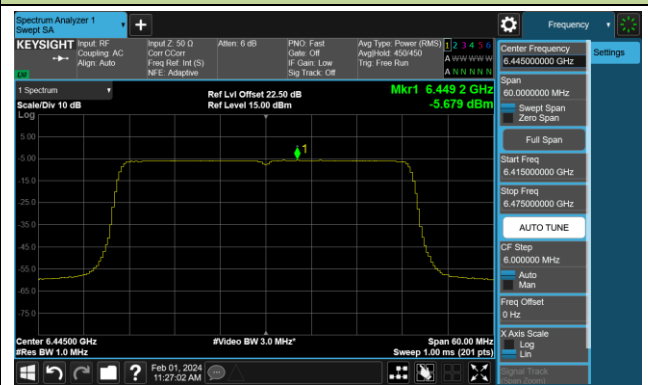 Spectrum Analyzer 1
Swept SA
+
Frequency
KEYSIGHT
Input: RF
Coupling: AC
Align: Auto
Input Z: 50 Ω
Corr CCorr
Freq Ref: Int (S)
NFE: Adaptive
Atten: 6 dB
PNO: Fast
Gate: Off
IF Gain: Low
Sig Track: Off
Avg Type: Power (RMS)
Avg|Hold: 450/450
Trig: Free Run
1 2 3 4 5 6
A W W W W W
A N N N N N
LXI
Center Frequency
6.445000000 GHz
Settings
Span
60.0000000 MHz
Swept Span
Zero Span
Full Span
Start Freq
6.415000000 GHz
Stop Freq
6.475000000 GHz
AUTO TUNE
CF Step
6.000000 MHz
Auto
Man
Freq Offset
0 Hz
X Axis Scale
Log
Lin
Signal Track
(Span Zoom)
1 Spectrum
Scale/Div 10 dB
Log
Ref Lvl Offset 22.50 dB
Ref Level 15.00 dBm
Mkr1 6.449 2 GHz
-5.679 dBm
1
5.00
-5.00
-15.0
-25.0
-35.0
-45.0
-55.0
-65.0
-75.0
Center 6.44500 GHz
#Res BW 1.0 MHz
#Video BW 3.0 MHz*
Span 60.00 MHz
Sweep 1.00 ms (201 pts)
?
Feb 01, 2024
11:27:02 AM